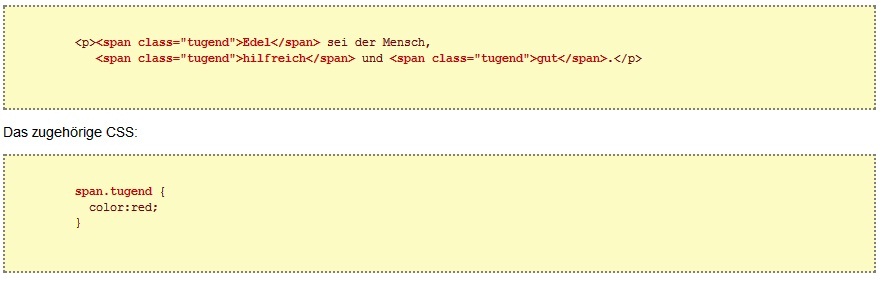 <p><span class="tugend">Edel</span> sei der Mensch,
<span class="tugend">hilfreich</span> und <span class="tugend">gut</span>.</p>
Das zugehörige CSS:
span.tugend {
color:red;
}